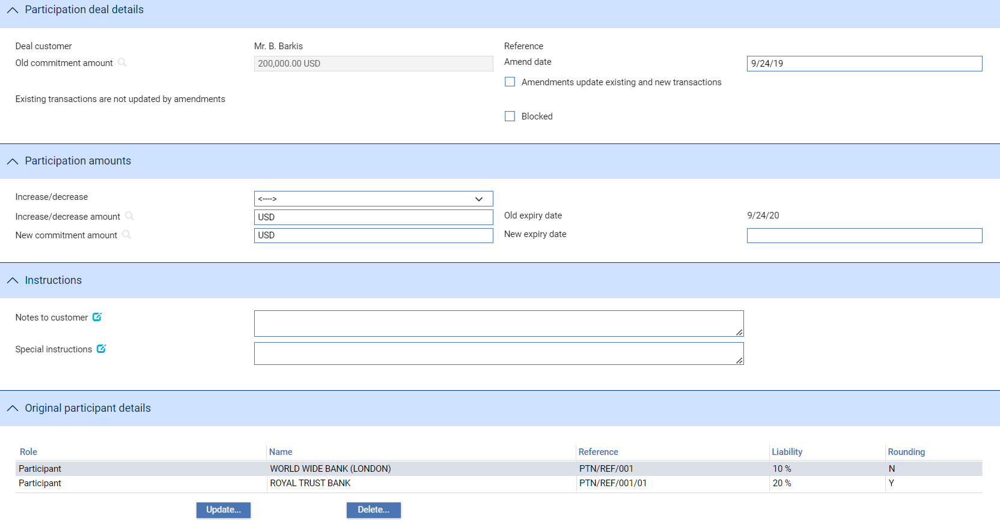 Participation deal details
Deal customer Mr. B. Barkis Reference
Old commitment amount 200,000.00 USD Amend date 9/24/19
Amendments update existing and new transactions
Existing transactions are not updated by amendments
Blocked
Participation amounts
Increase/decrease <---->
Increase/decrease amount USD Old expiry date 9/24/20
New commitment amount USD New expiry date
Instructions
Notes to customer
Special instructions
Original participant details
Role Name Reference Liability Rounding
Participant WORLD WIDE BANK (LONDON) PTN/REF/001 10 % N
Participant ROYAL TRUST BANK PTN/REF/001/01 20 % Y
Update... Delete...